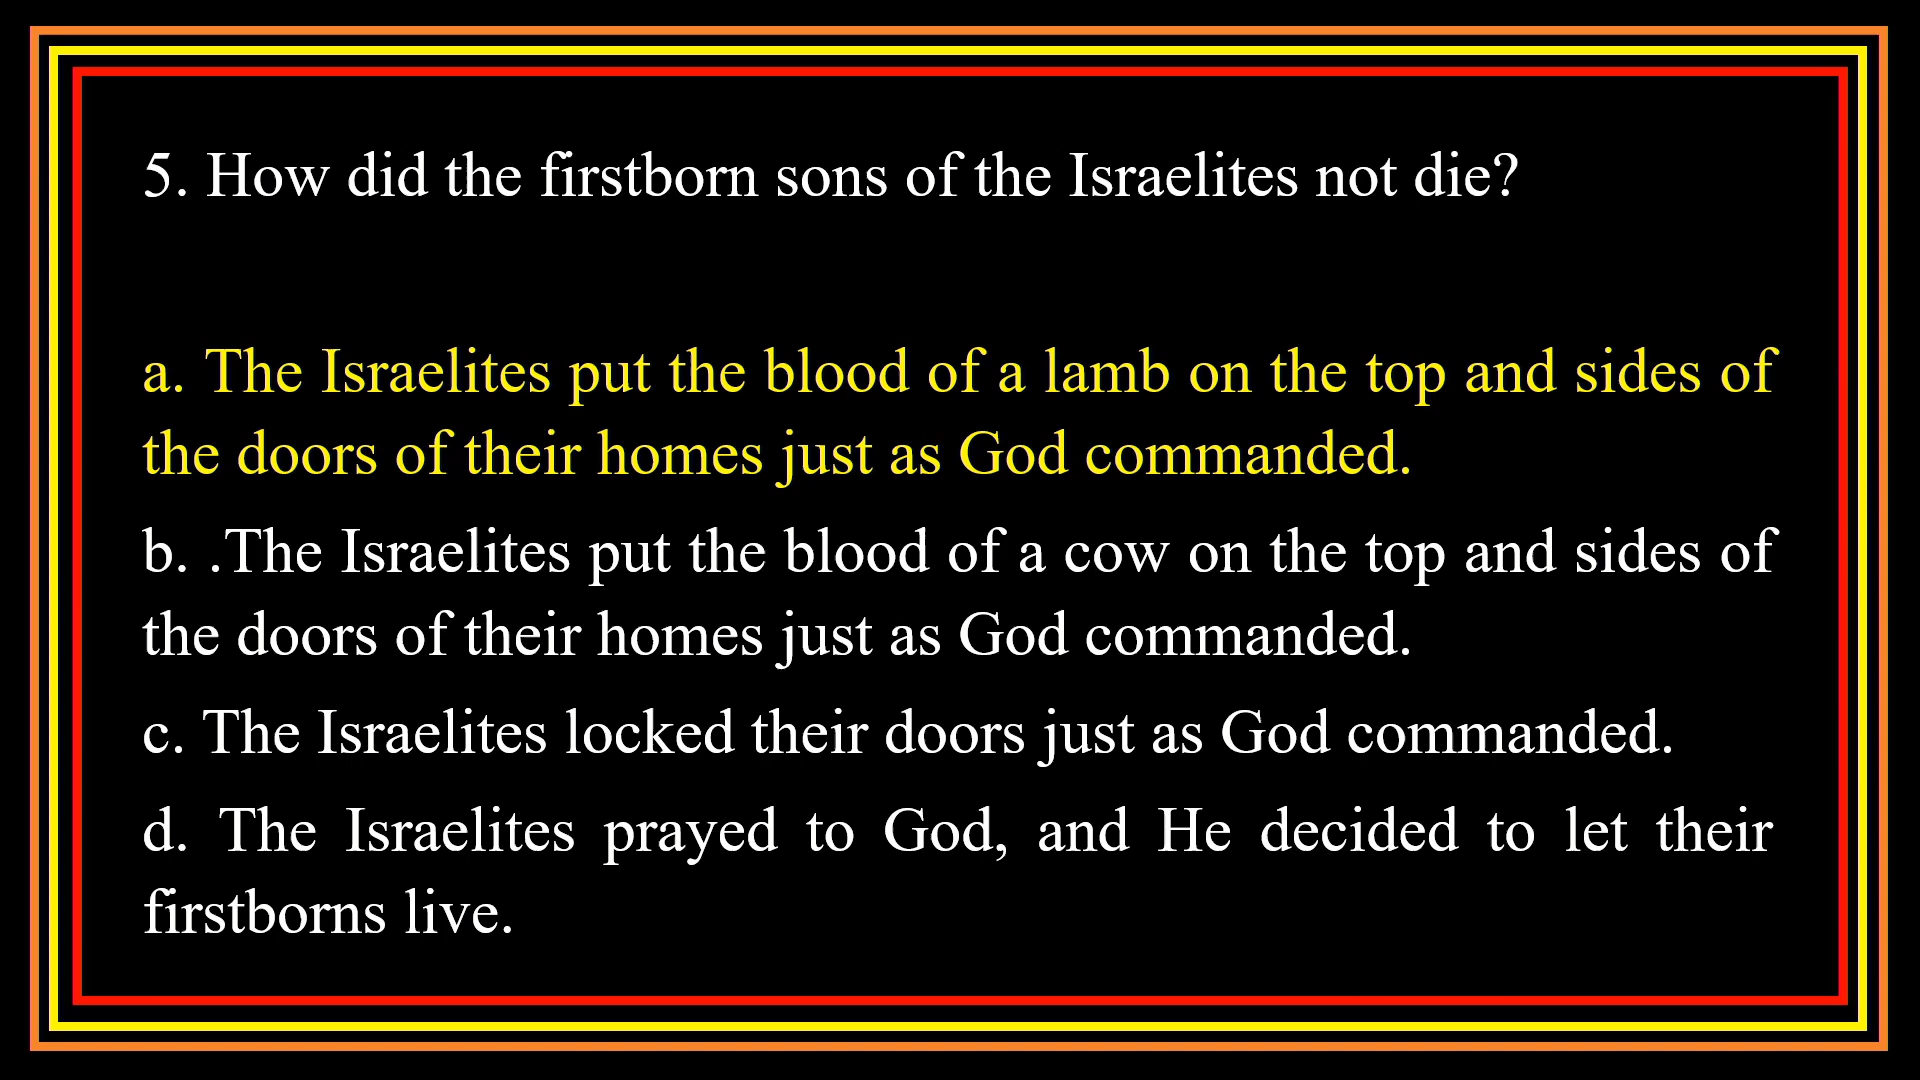 5. How did the firstborn sons of the Israelites not die?
a. The Israelites put the blood of a lamb on the top and sides of
the doors of their homes just as God commanded.
b. .The Israelites put the blood of a cow on the top and sides of
the doors of their homes just as God commanded.
c. The Israelites locked their doors just as God commanded.
d. The Israelites prayed to God, and He decided to let their
firstborns live.